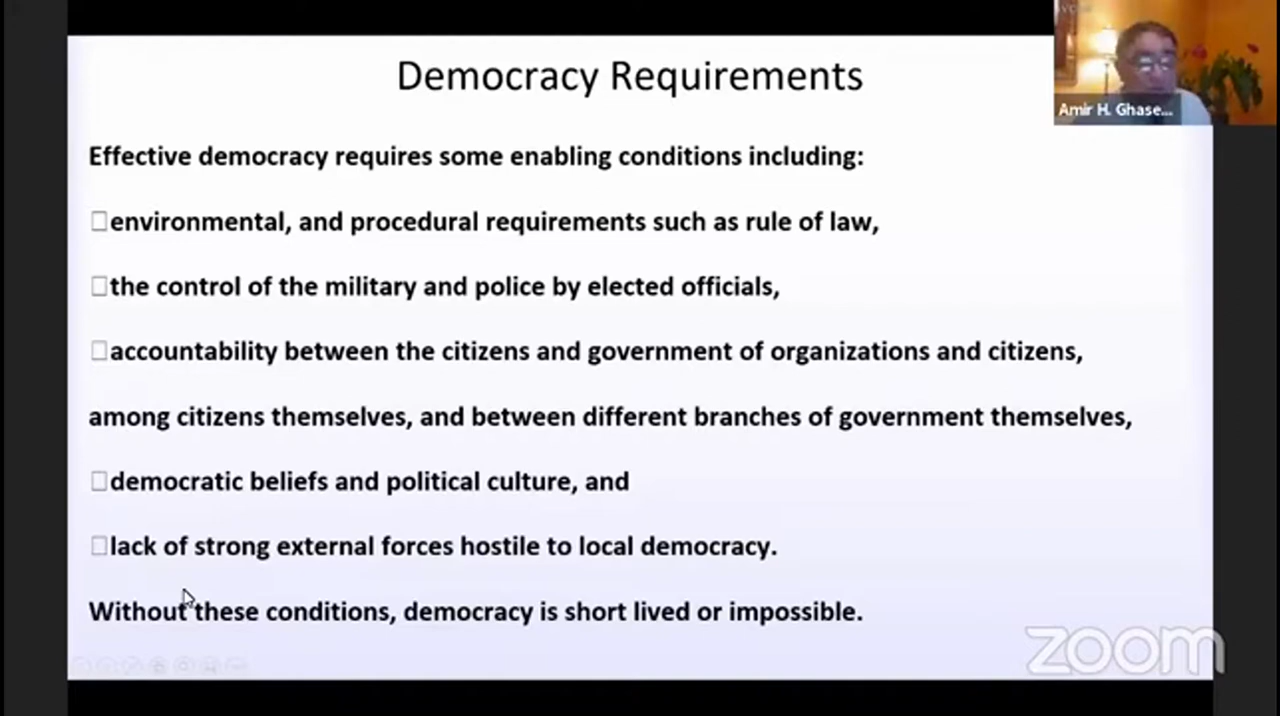 Democracy Requirements
Amir H. Ghase...
Effective democracy requires some enabling conditions including:
□environmental, and procedural requirements such as rule of law,
□the control of the military and police by elected officials,
□accountability between the citizens and government of organizations and citizens,
among citizens themselves, and between different branches of government themselves,
□democratic beliefs and political culture, and
□lack of strong external forces hostile to local democracy.
Without these conditions, democracy is short lived or impossible.
zoom